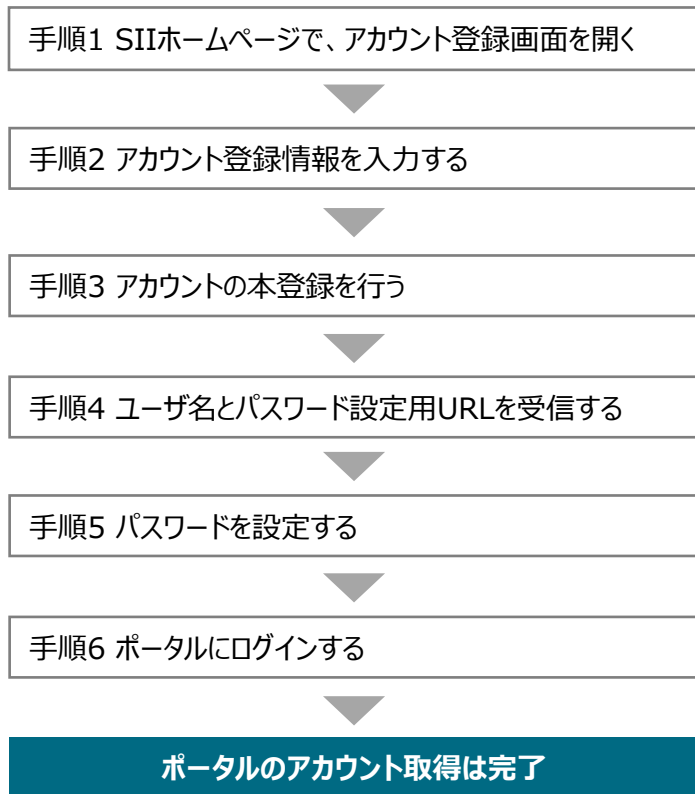 手順1 SIIホームページで、アカウント登録画面を開く
手順2 アカウント登録情報を入力する
手順3 アカウントの本登録を行う
手順4 ユーザ名とパスワード設定用URLを受信する
手順5 パスワードを設定する
手順6 ポータルにログインする
ポータルのアカウント取得は完了